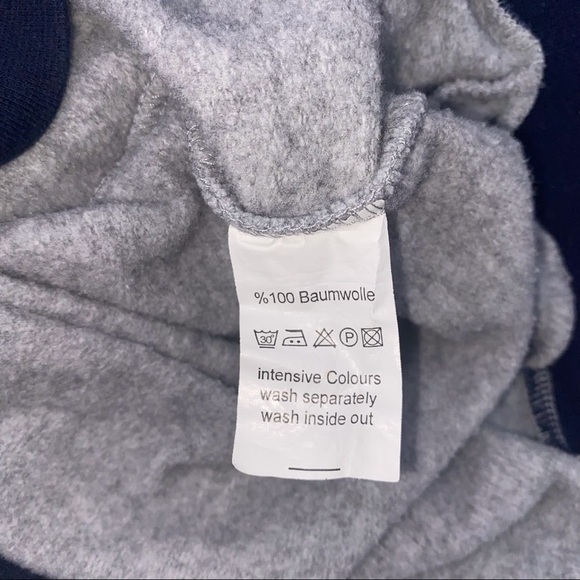 %100 Baumwolle
30° P
intensive Colours
wash separately
wash inside out